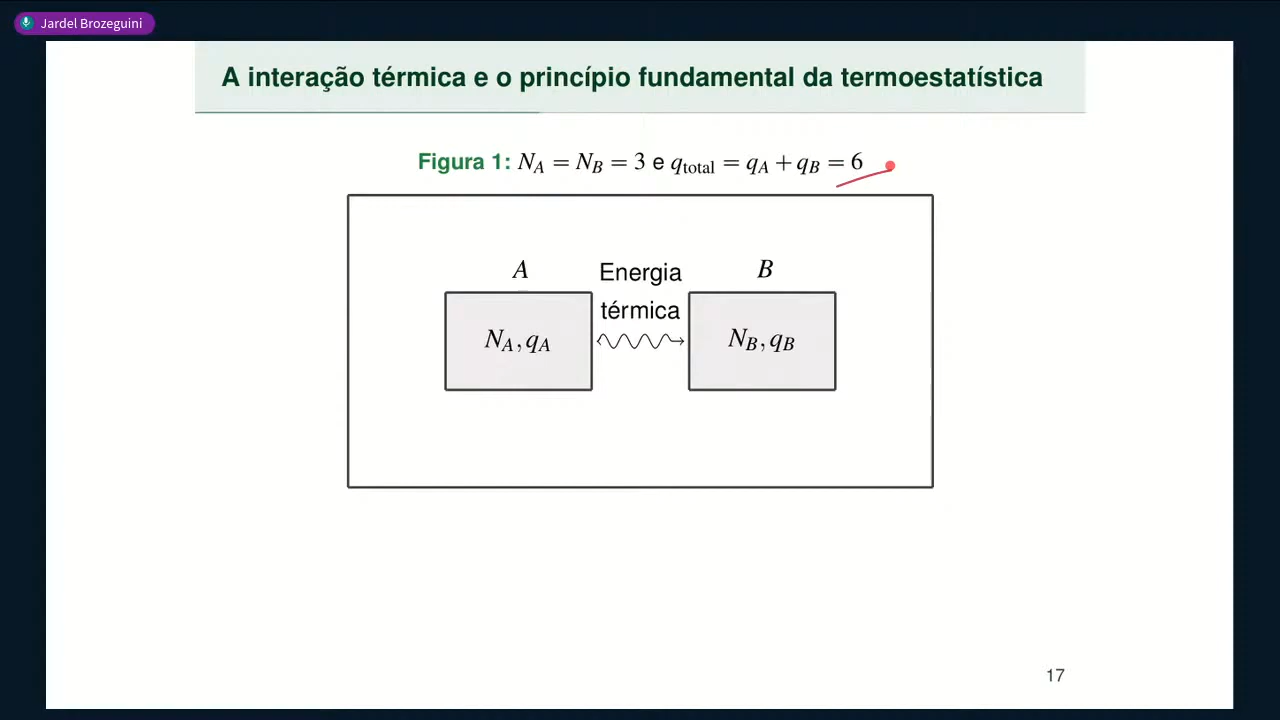 Jardel Brozeguini
A interação térmica e o princípio fundamental da termoestatística
Figura 1: N_A = N_B = 3 e q_total = q_A + q_B = 6
A
Energia
térmica
B
N_A, q_A
N_B, q_B
17